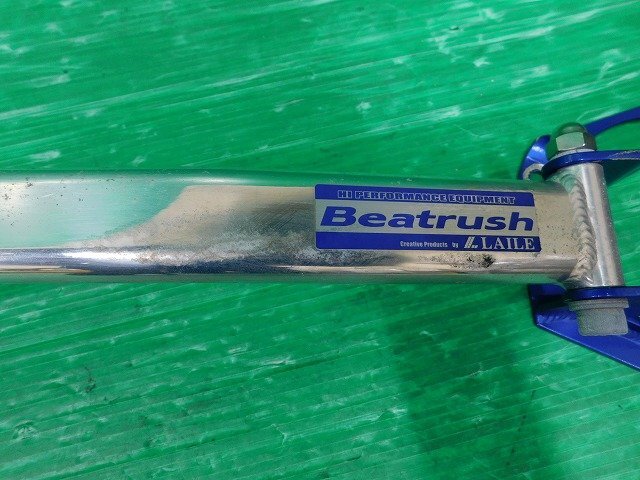 HI PERFORMANCE EQUIPMENT
Beatrush
Creative Products by LAILE